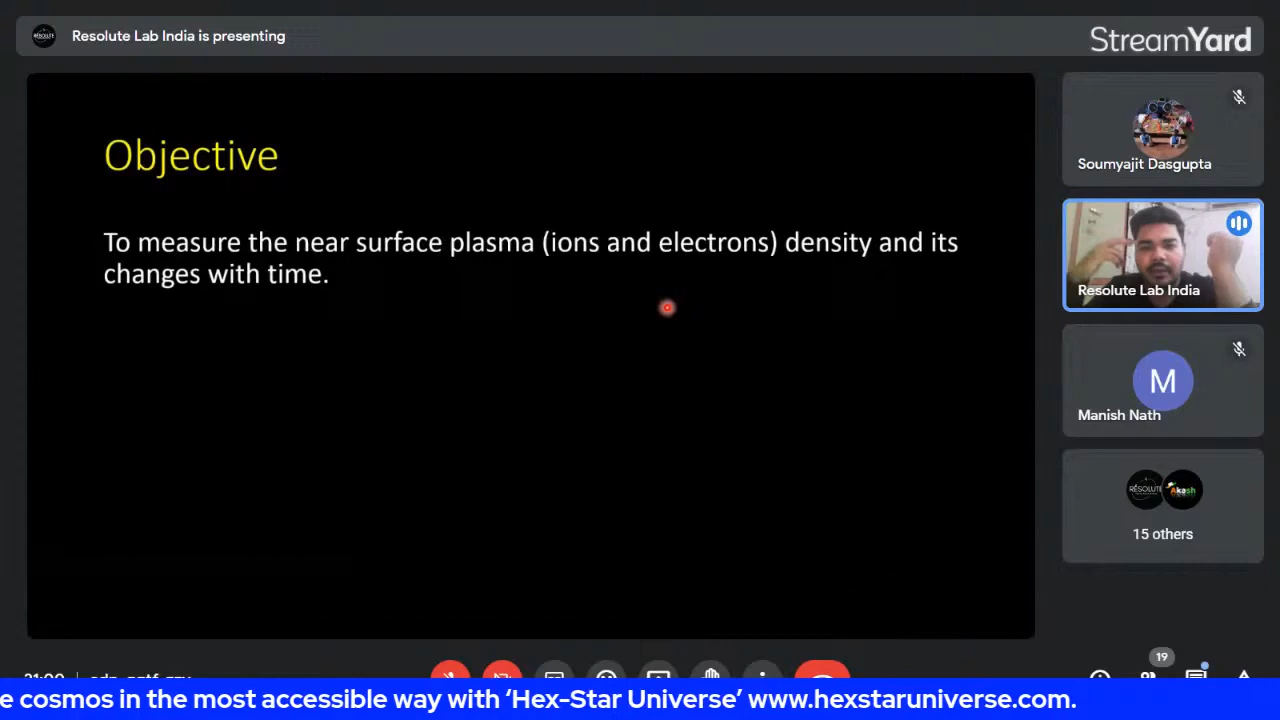 Resolute Lab India is presenting
StreamYard
Objective
To measure the near surface plasma (ions and electrons) density and its
changes with time.
Soumyajit Dasgupta
Resolute Lab India
M
Manish Nath
RESOLUTE
Akash
15 others
19
e cosmos in the most accessible way with ‘Hex-Star Universe’ www.hexstaruniverse.com.